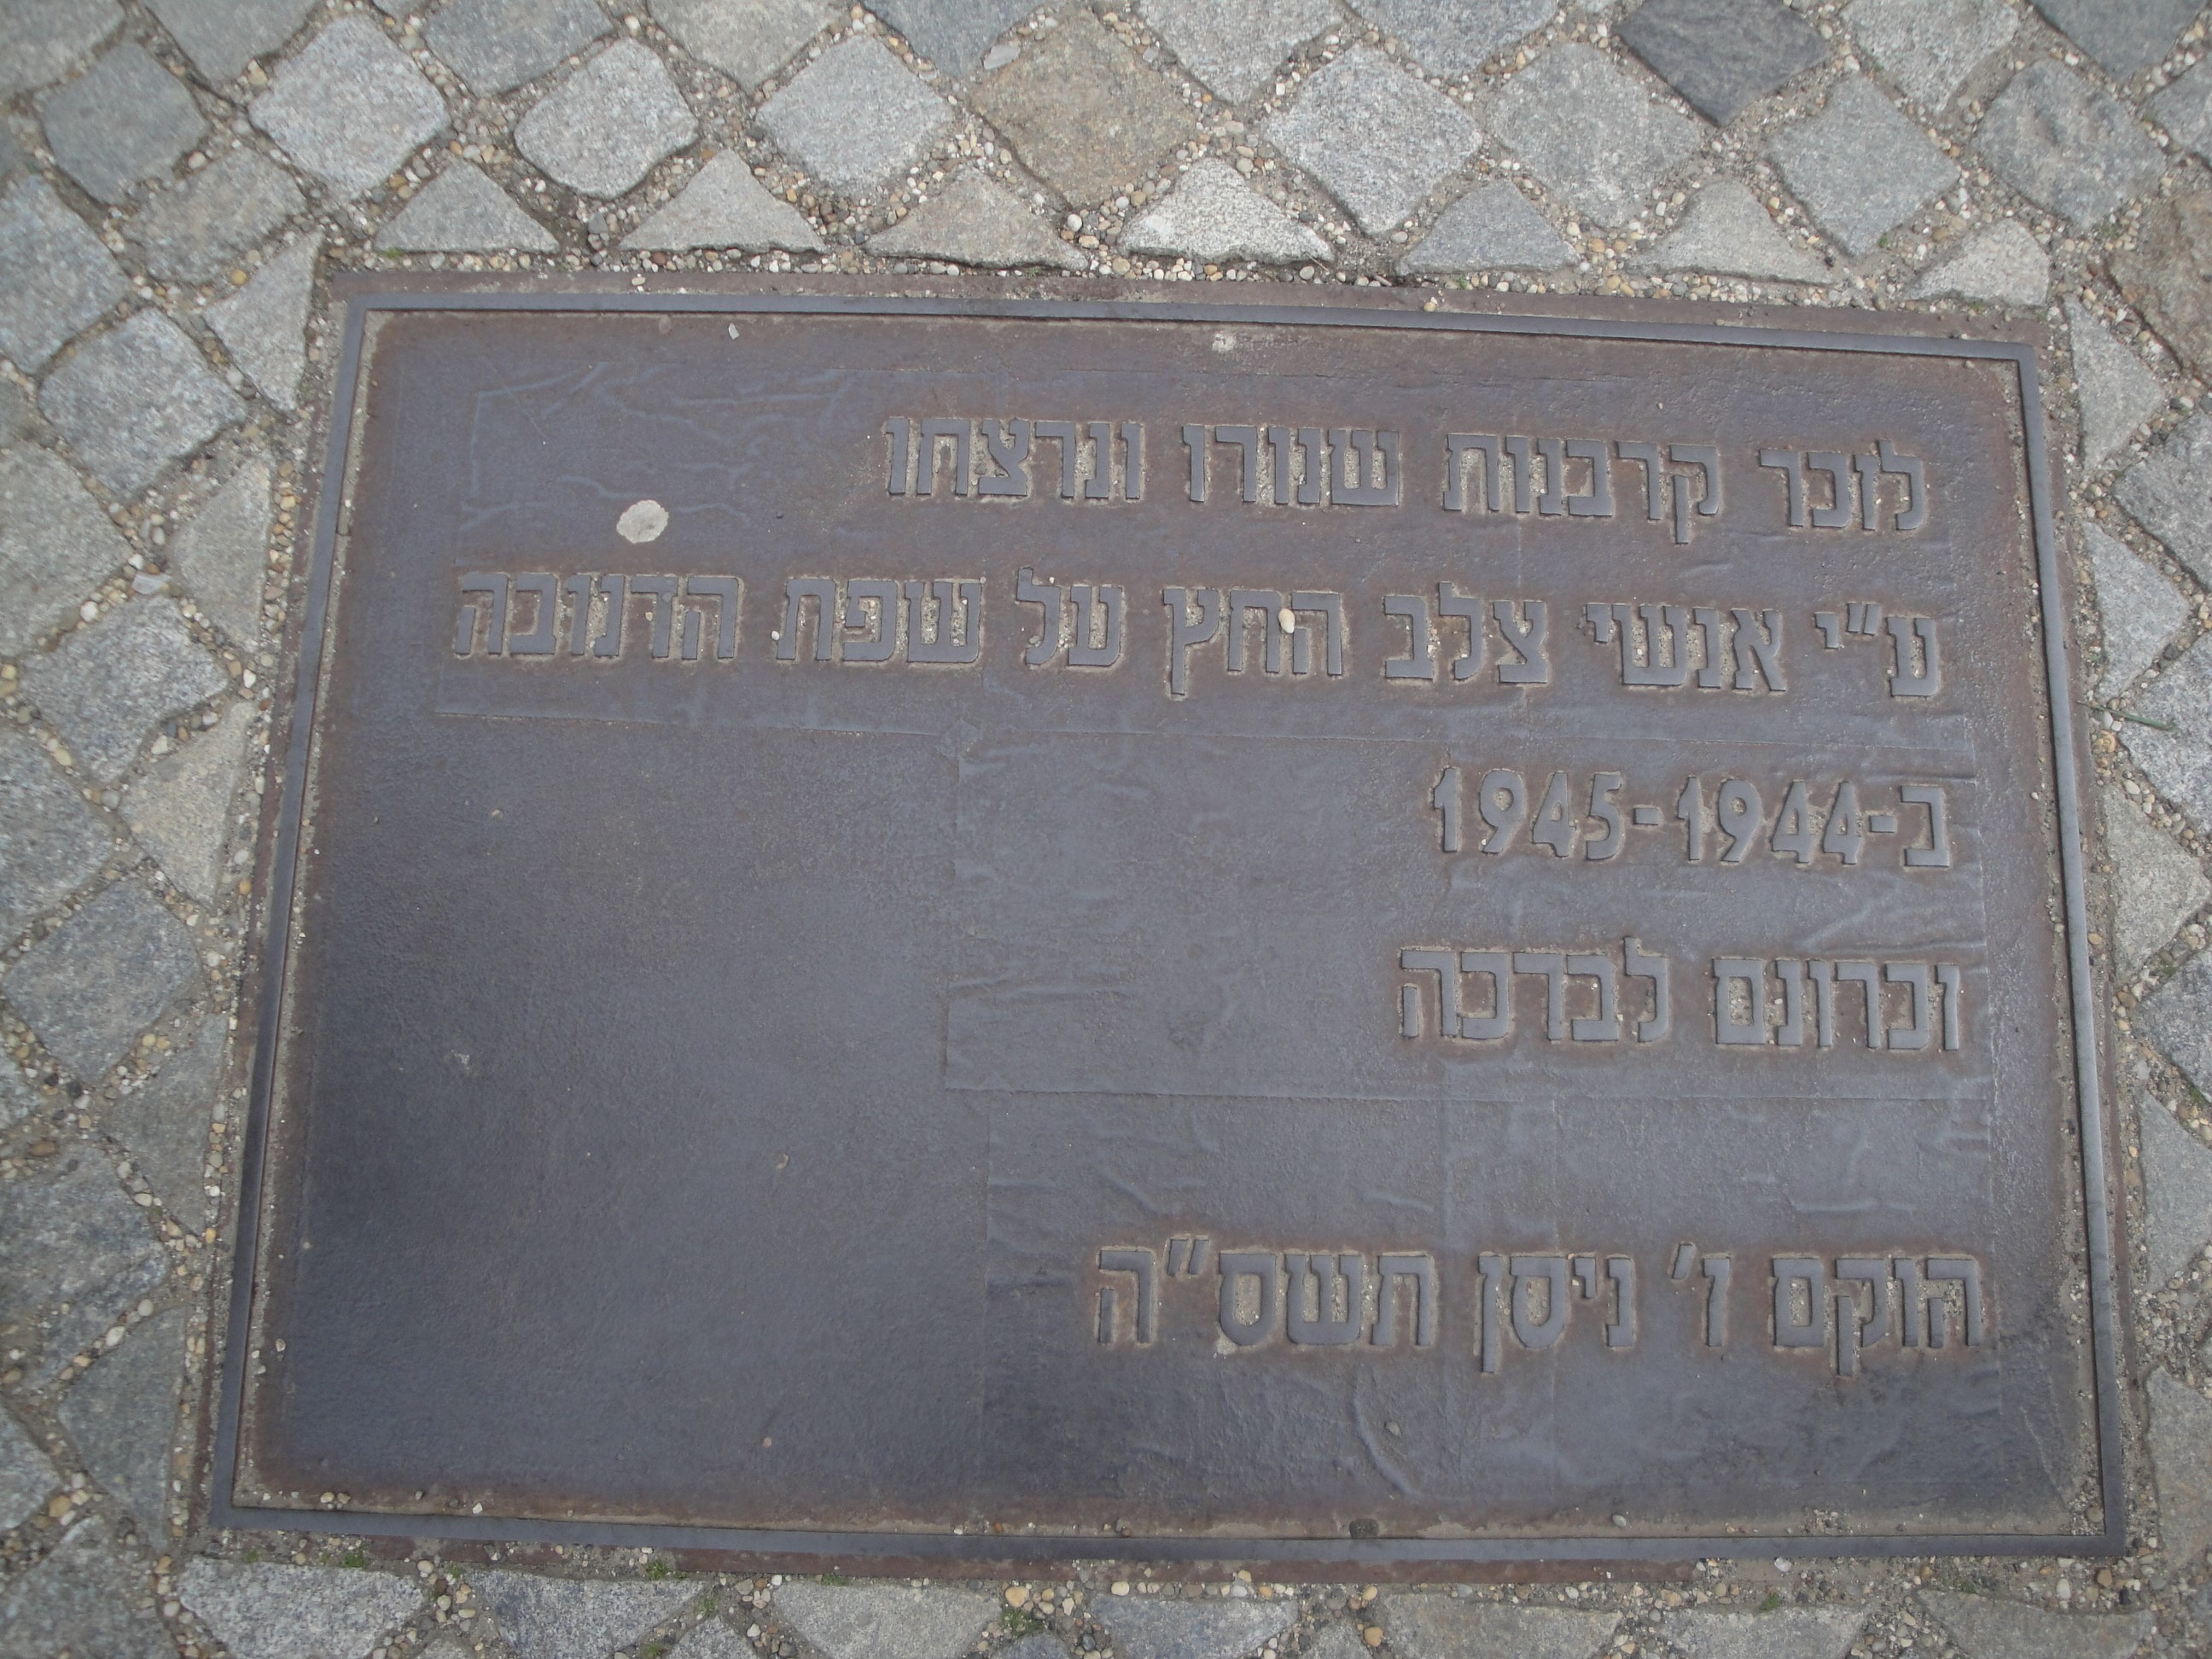 לזכר קרבנות שנורו ונרצחו
ע"י אנשי צלב החץ על שפת הדנובה
ב-1944-1945
זכרונם לברכה
הוקם ז' ניסן תשס"ה